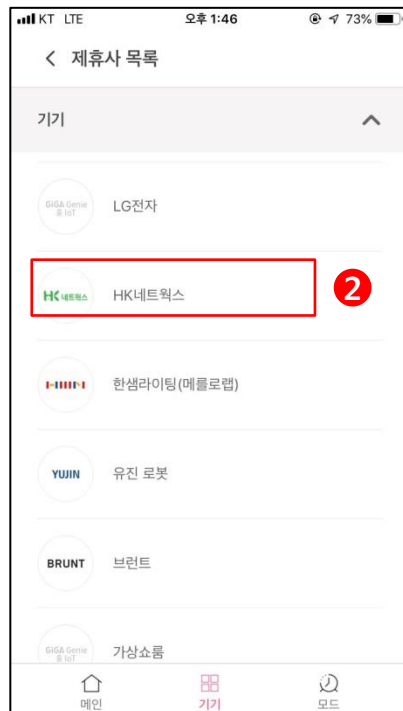 KT LTE 오후 1:46 73%
제휴사 목록
기기
GiGA Genie
홈 IoT
LG전자
HK네트웍스
HK네트웍스
2
한샘라이팅(메를로랩)
YUJIN
유진 로봇
BRUNT
브런트
GiGA Genie
홈 IoT
가상쇼룸
메인 기기 모드